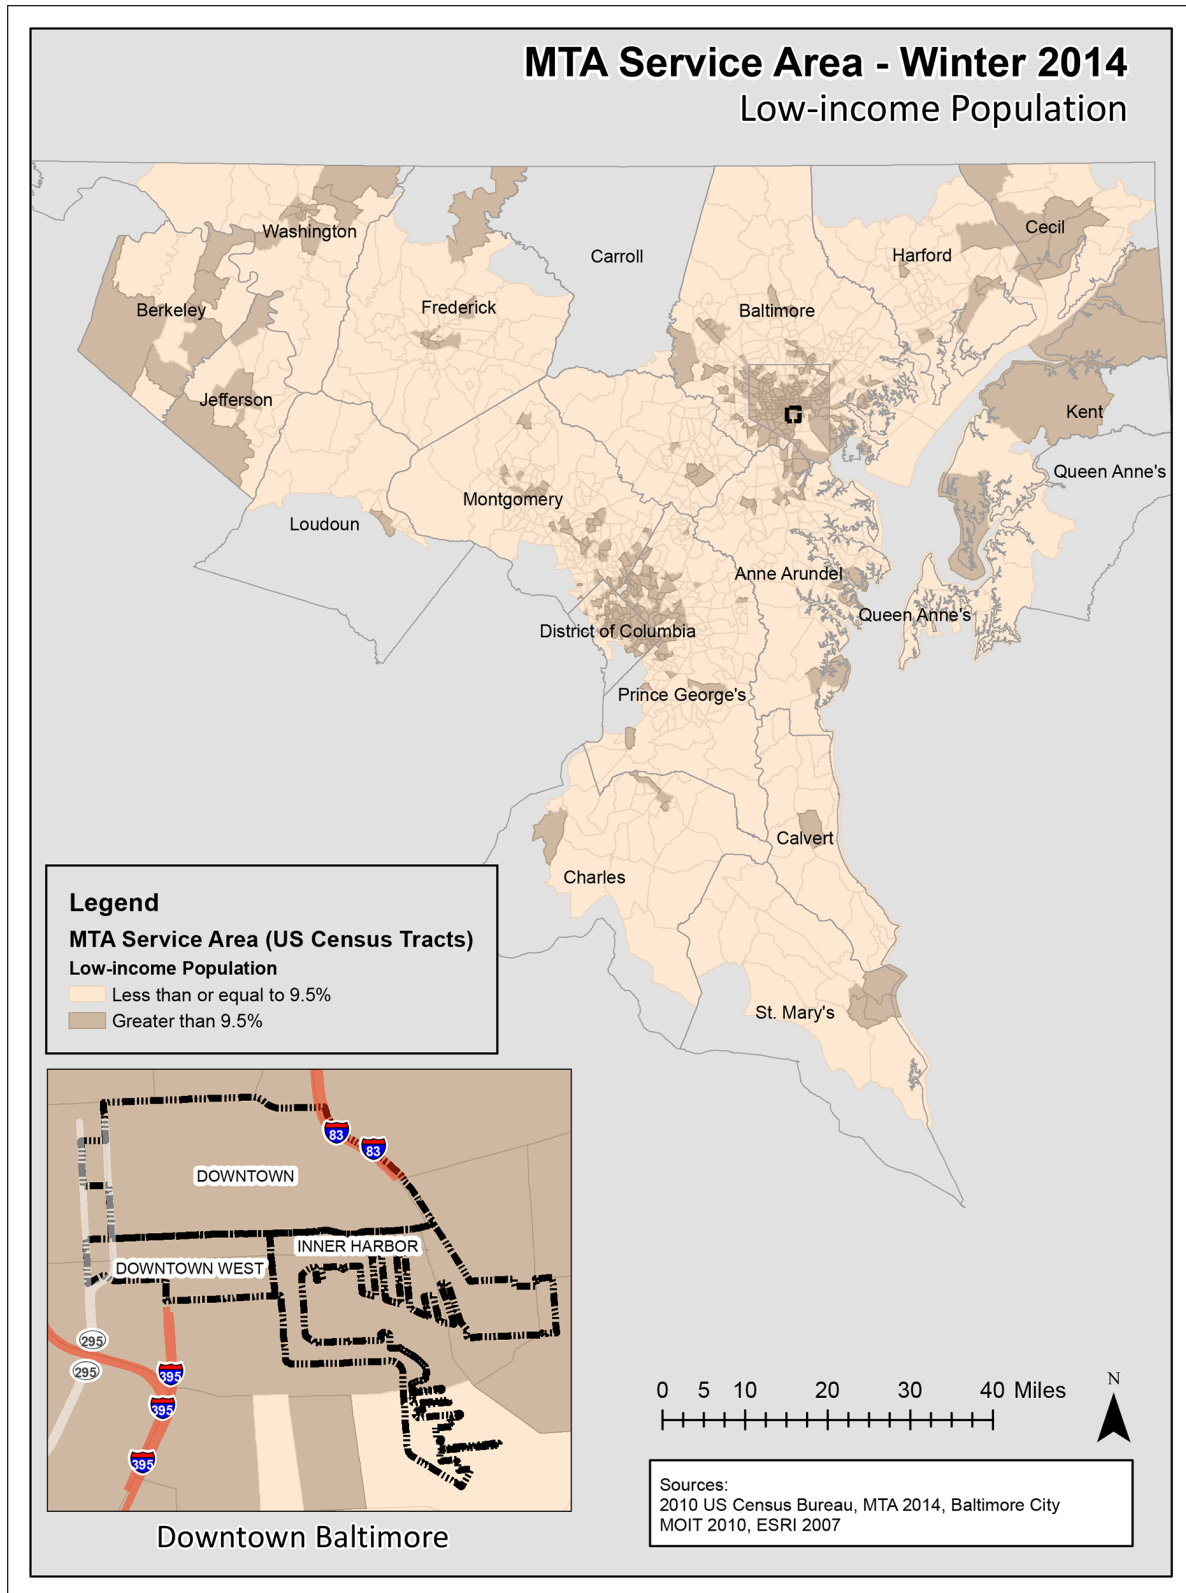 MTA Service Area - Winter 2014
Low-income Population
Washington
Carroll
Cecil
Harford
Berkeley
Frederick
Baltimore
Jefferson
Kent
Queen Anne's
Montgomery
Loudoun
Anne Arundel
Queen Anne's
District of Columbia
Prince George's
Calvert
Charles
St. Mary's
Legend
MTA Service Area (US Census Tracts)
Low-income Population
Less than or equal to 9.5%
Greater than 9.5%
83
83
DOWNTOWN
INNER HARBOR
DOWNTOWN WEST
295
295
395
395
395
Downtown Baltimore
0 5 10 20 30 40 Miles
N
Sources:
2010 US Census Bureau, MTA 2014, Baltimore City
MOIT 2010, ESRI 2007